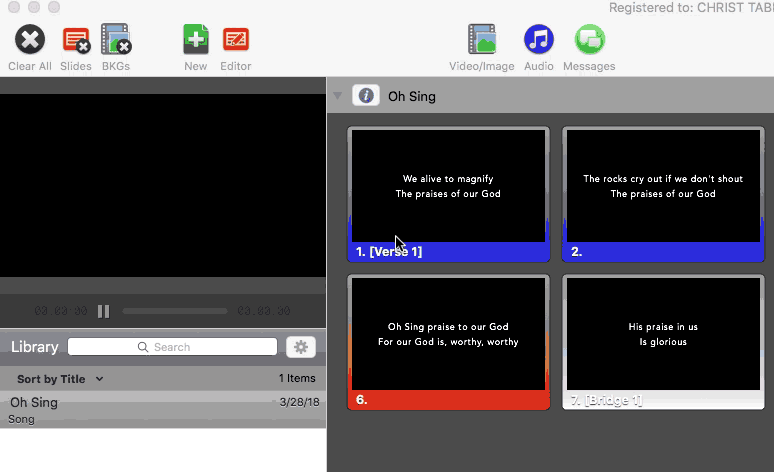 Registered to: CHRIST TAB
Clear All Slides BKGs New Editor Video/Image Audio Messages
Oh Sing
We alive to magnify
The praises of our God
1. [Verse 1]
The rocks cry out if we don't shout
The praises of our God
2.
00:00:00 00:00:00
Library Search
Oh Sing praise to our God
For our God is, worthy, worthy
6.
His praise in us
Is glorious
7. [Bridge 1]
Sort by Title 1 Items
Oh Sing 3/28/18
Song